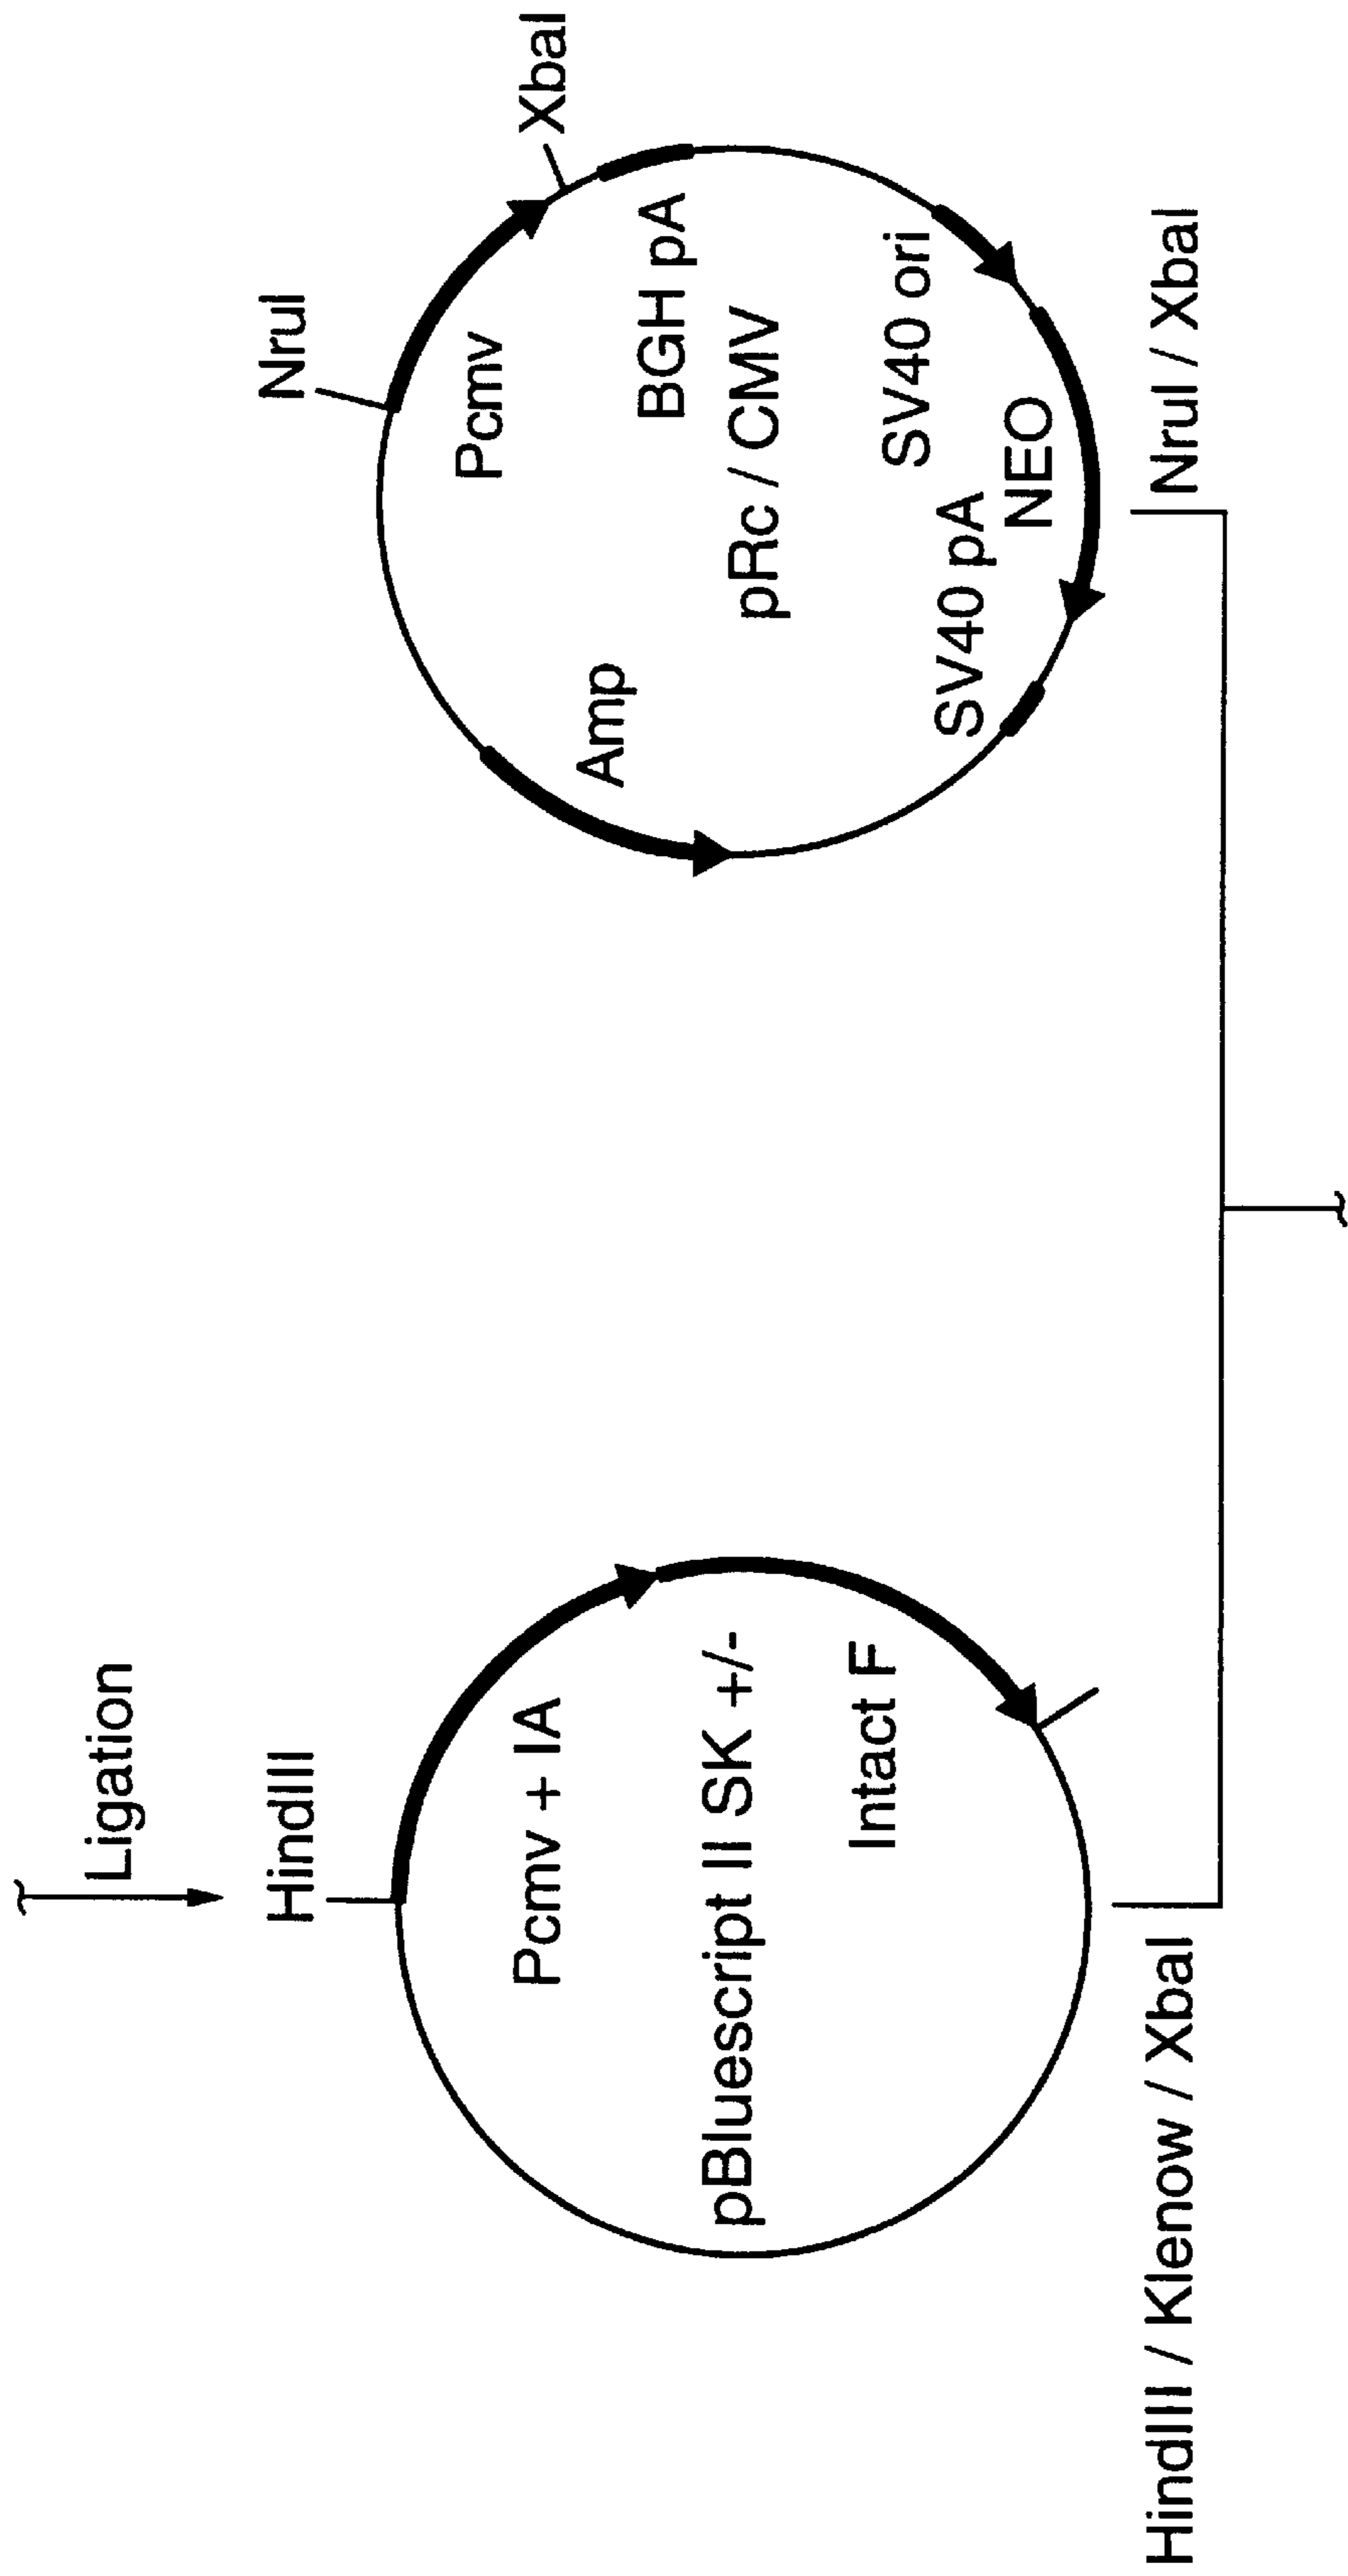 Ligation
HindIII
Pcmv + IA
pBluescript II SK +/-
Intact F
HindIII / Klenow / XbaI
NruI
XbaI
Pcmv
BGH pA
pRc / CMV
SV40 ori
NEO
SV40 pA
Amp
NruI / XbaI